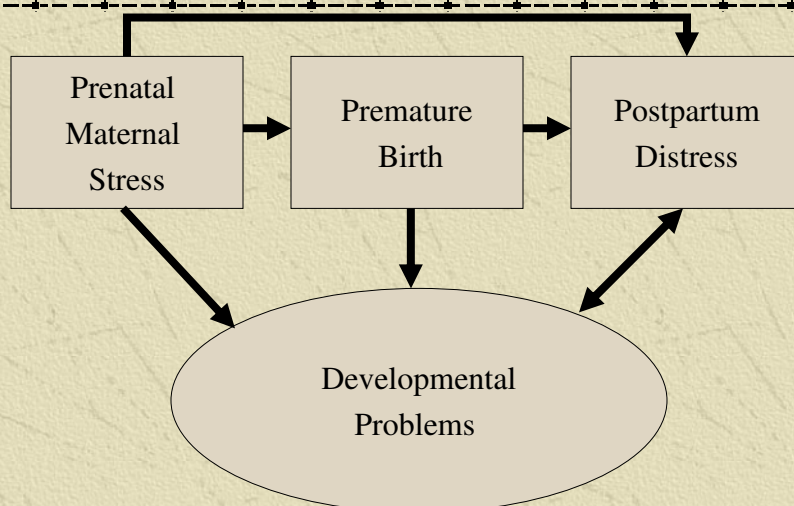 Prenatal
Maternal
Stress
Premature
Birth
Postpartum
Distress
Developmental
Problems